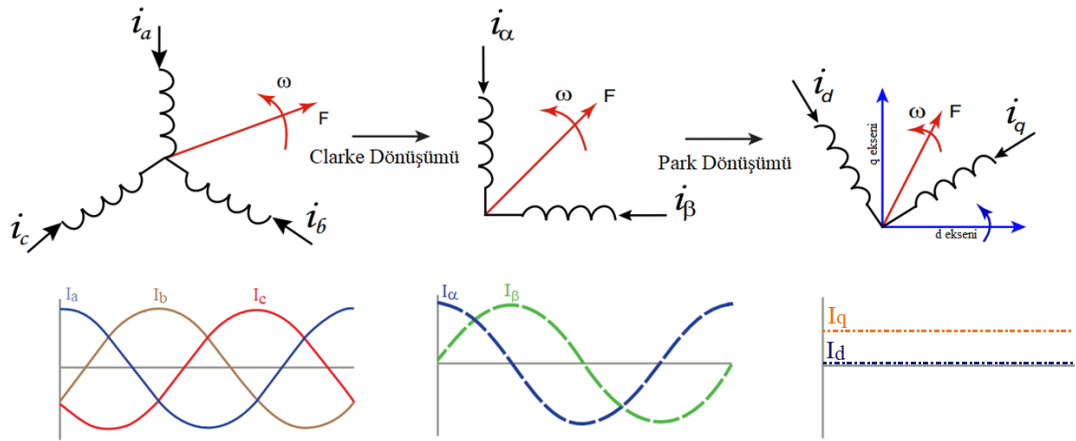 i_a
ω
F
i_c
i_b
Clarke Dönüşümü
i_α
ω
F
i_β
Park Dönüşümü
i_d
q ekseni
ω
F
i_q
d ekseni
I_a
I_b
I_c
I_α
I_β
I_q
I_d